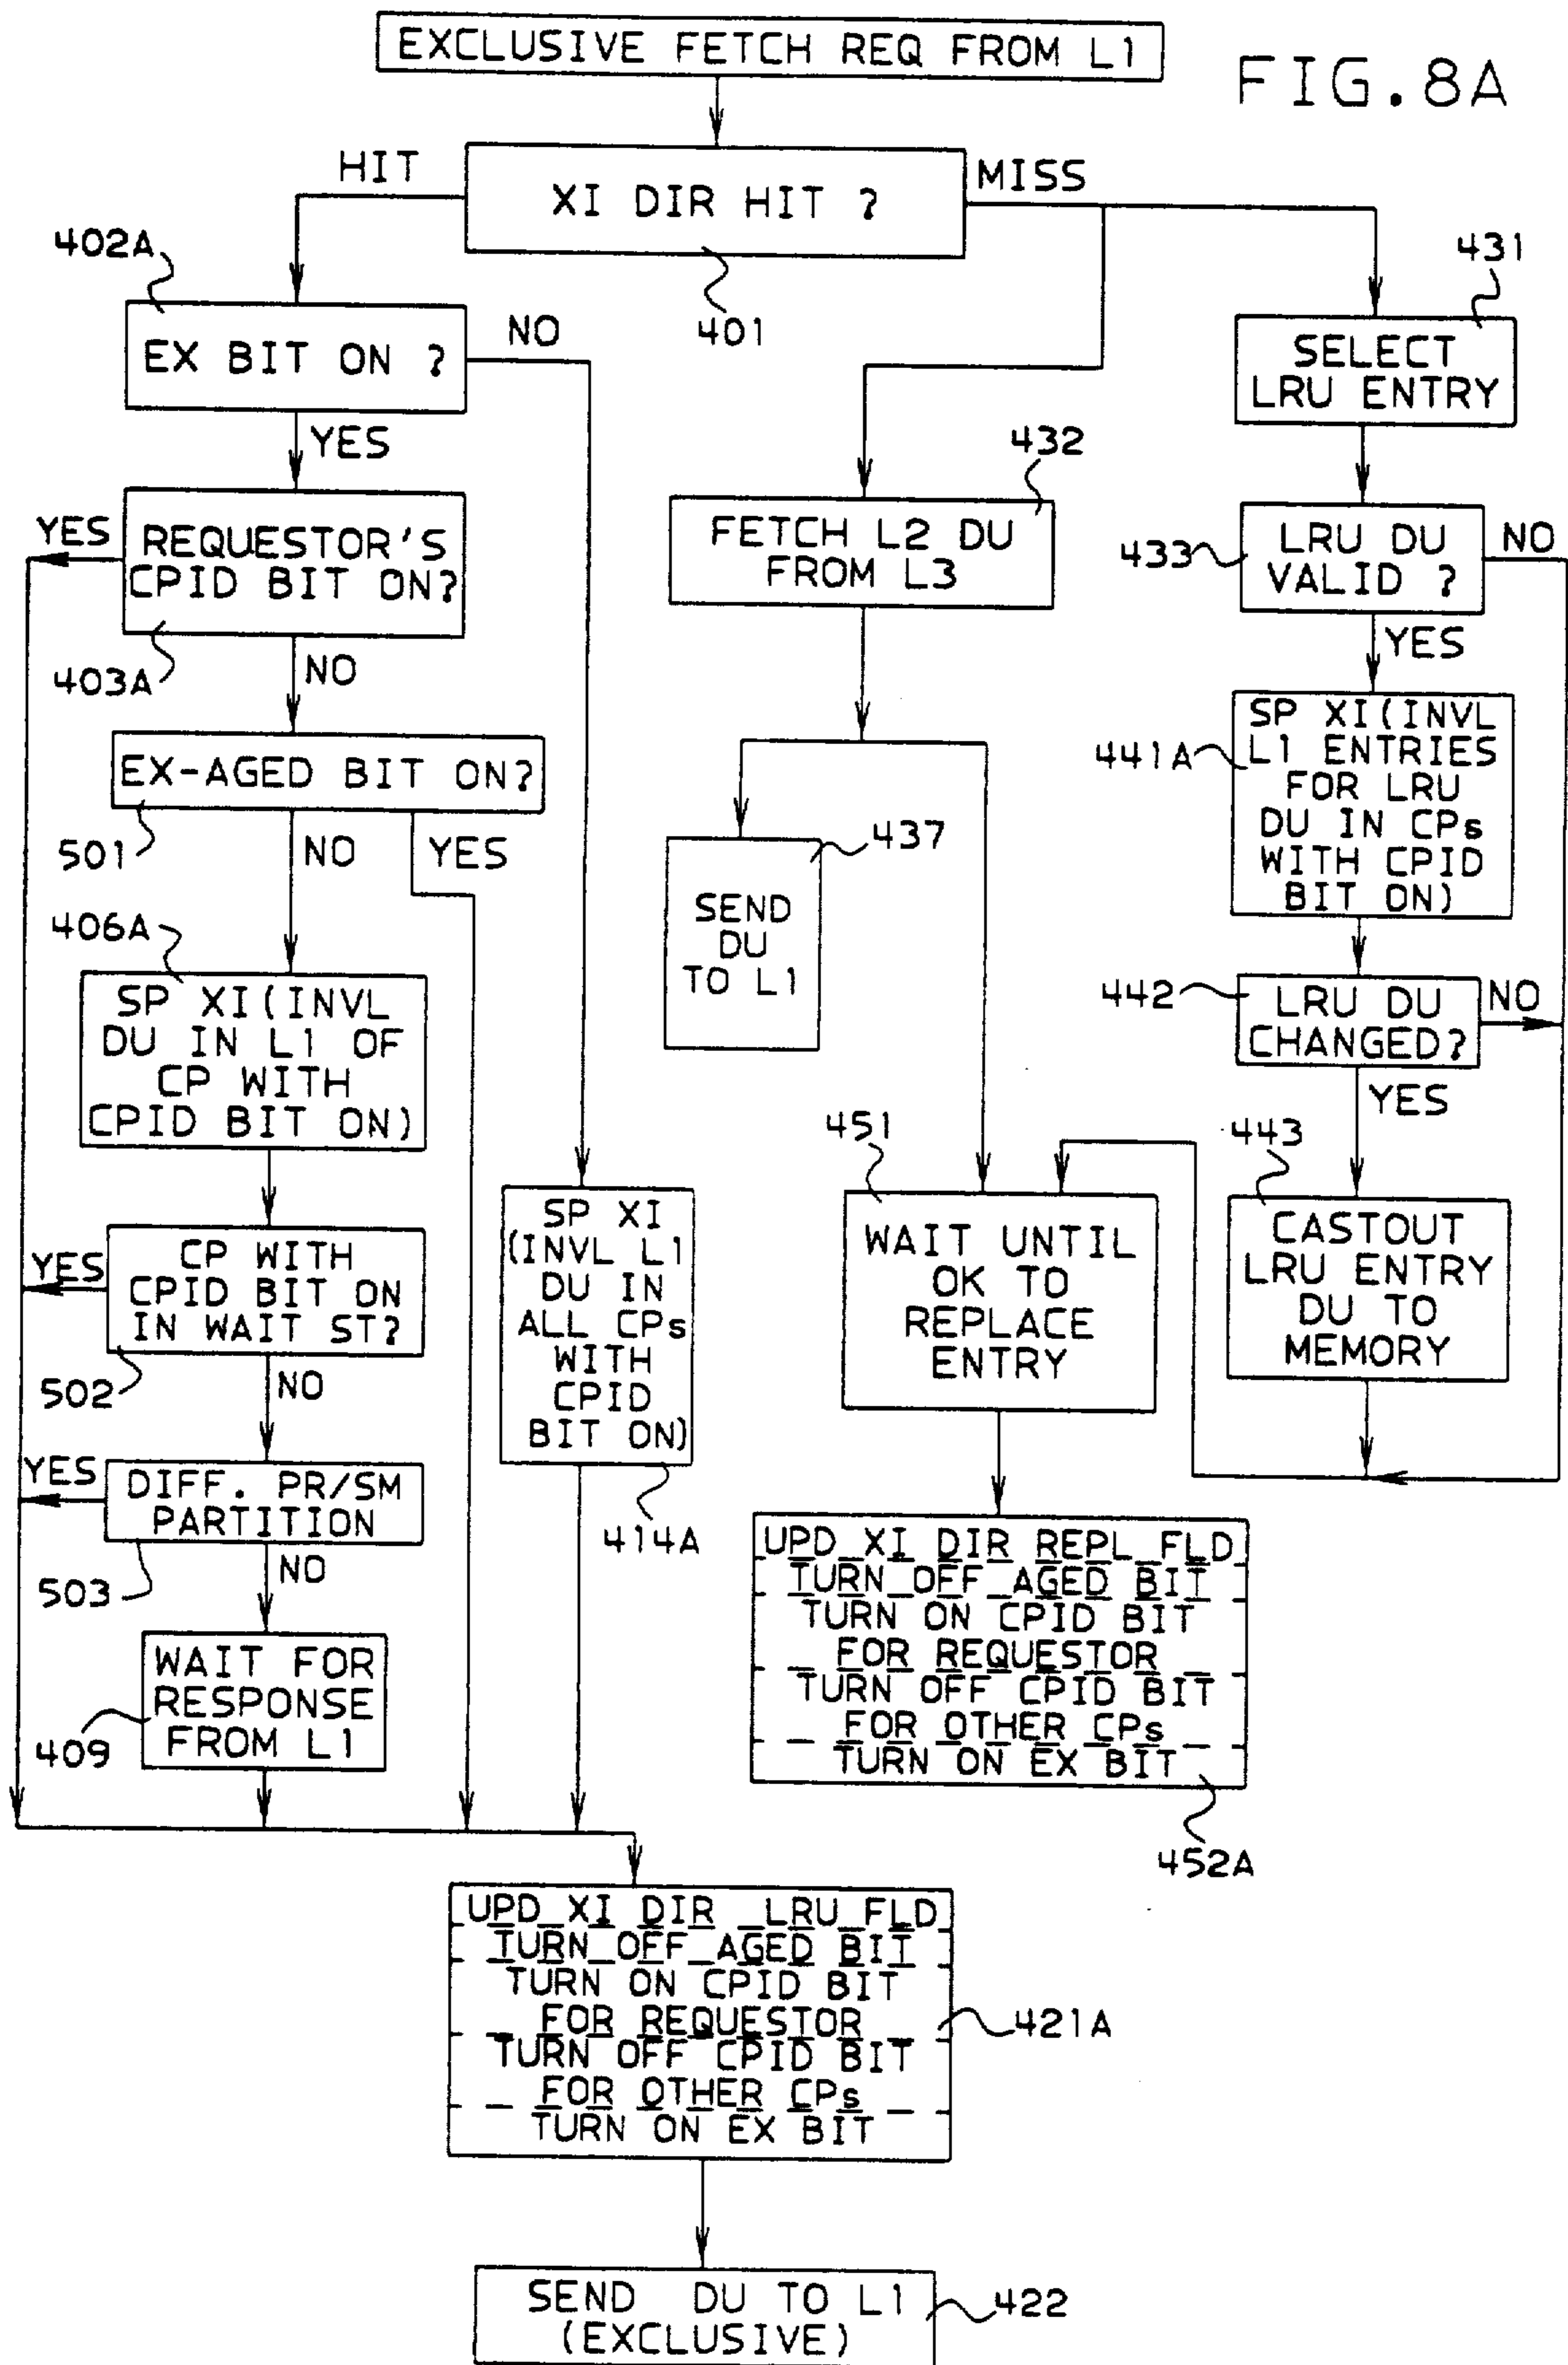 EXCLUSIVE FETCH REQ FROM L1
FIG.8A
HIT
XI DIR HIT ?
MISS
401
402A
EX BIT ON ?
NO
YES
REQUESTOR'S
CPID BIT ON?
YES
403A
NO
EX-AGED BIT ON?
501
NO
YES
406A
SP XI(INVL
DU IN L1 OF
CP WITH
CPID BIT ON)
CP WITH
CPID BIT ON
IN WAIT ST?
YES
502
NO
DIFF. PR/SM
PARTITION
YES
503
NO
WAIT FOR
RESPONSE
FROM L1
409
SP XI
(INVL L1
DU IN
ALL CPs
WITH
CPID
BIT ON)
414A
432
FETCH L2 DU
FROM L3
437
SEND
DU
TO L1
451
WAIT UNTIL
OK TO
REPLACE
ENTRY
431
SELECT
LRU ENTRY
433
LRU DU
VALID ?
NO
YES
441A
SP XI(INVL
L1 ENTRIES
FOR LRU
DU IN CPs
WITH CPID
BIT ON)
442
LRU DU
CHANGED?
NO
YES
443
CASTOUT
LRU ENTRY
DU TO
MEMORY
UPD XI DIR REPL FLD
TURN OFF AGED BIT
TURN ON CPID BIT
FOR REQUESTOR
TURN OFF CPID BIT
FOR OTHER CPs
TURN ON EX BIT
452A
UPD XI DIR LRU FLD
TURN OFF AGED BIT
TURN ON CPID BIT
FOR REQUESTOR
TURN OFF CPID BIT
FOR OTHER CPs
TURN ON EX BIT
421A
SEND DU TO L1
(EXCLUSIVE)
422